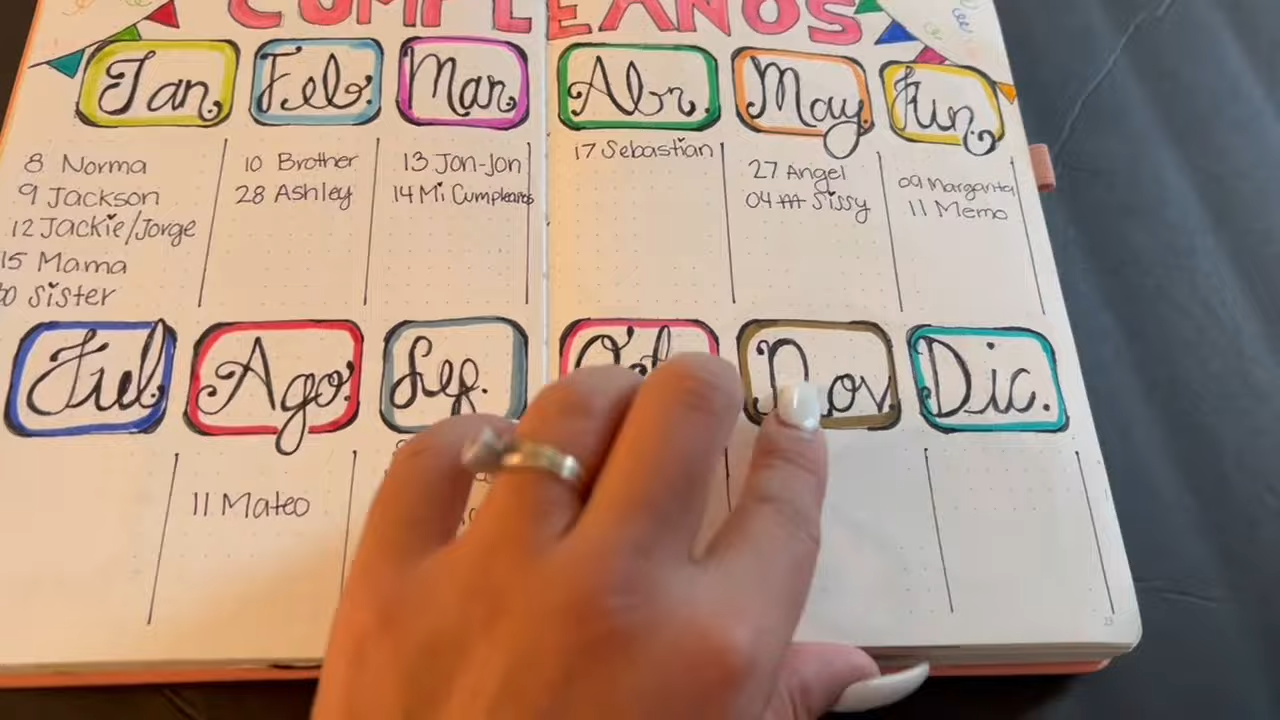 CUMPLEAÑOS
Jan. Feb. Mar. Abr. May. Jun.
8 Norma
9 Jackson
12 Jackie/Jorge
15 Mama
Sister
10 Brother
28 Ashley
13 Jon-Jon
14 Mi Cumpleaños
17 Sebastian
27 Angel
04 Sissy
09 Margarita
11 Memo
Jul. Ago. Sep. Nov Dic.
11 Mateo